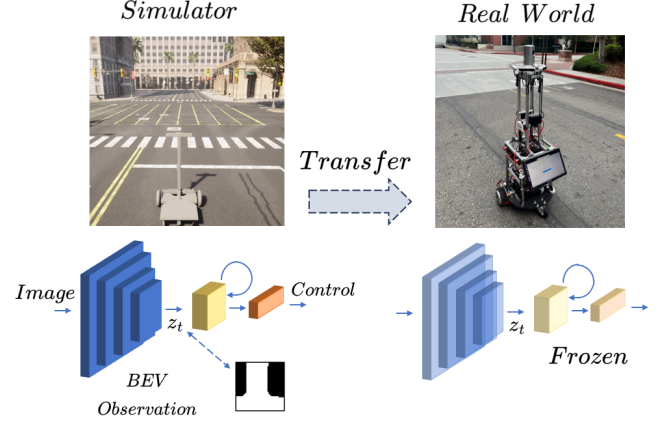 Simulator
Real World
Transfer
Image
z_t
Control
BEV
Observation
z_t
Frozen